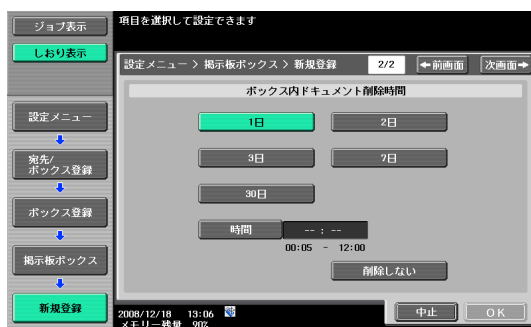 ジョブ表示
項目を選択して設定できます
しおり表示
設定メニュー > 掲示板ボックス > 新規登録 2/2 ←前画面 次画面→
ボックス内ドキュメント削除時間
設定メニュー
1日 2日
宛先/
ボックス登録
3日 7日
30日
ボックス登録
時間 -- : --
00:05 - 12:00
掲示板ボックス
削除しない
新規登録
2008/12/18 13:06
メモリー残量 90%
中止 OK